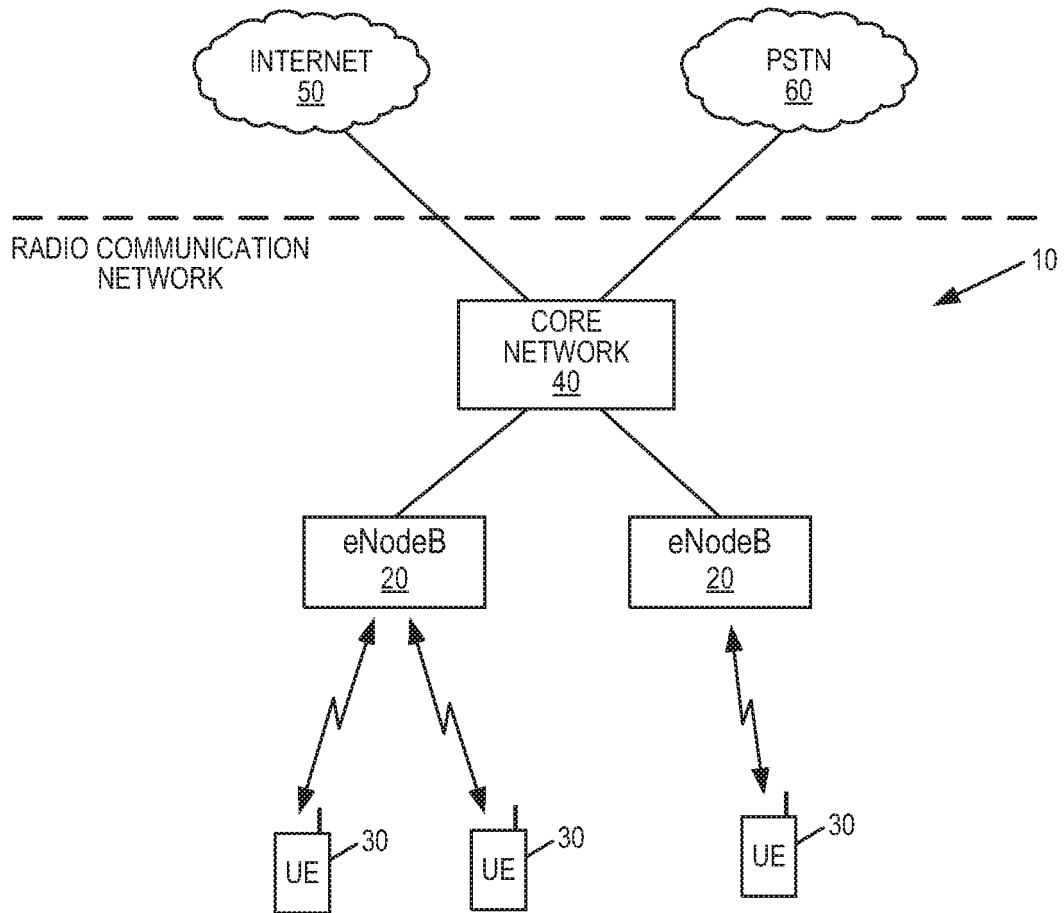 INTERNET
50
PSTN
60
RADIO COMMUNICATION
NETWORK
10
CORE
NETWORK
40
eNodeB
20
eNodeB
20
UE
30
UE
30
UE
30